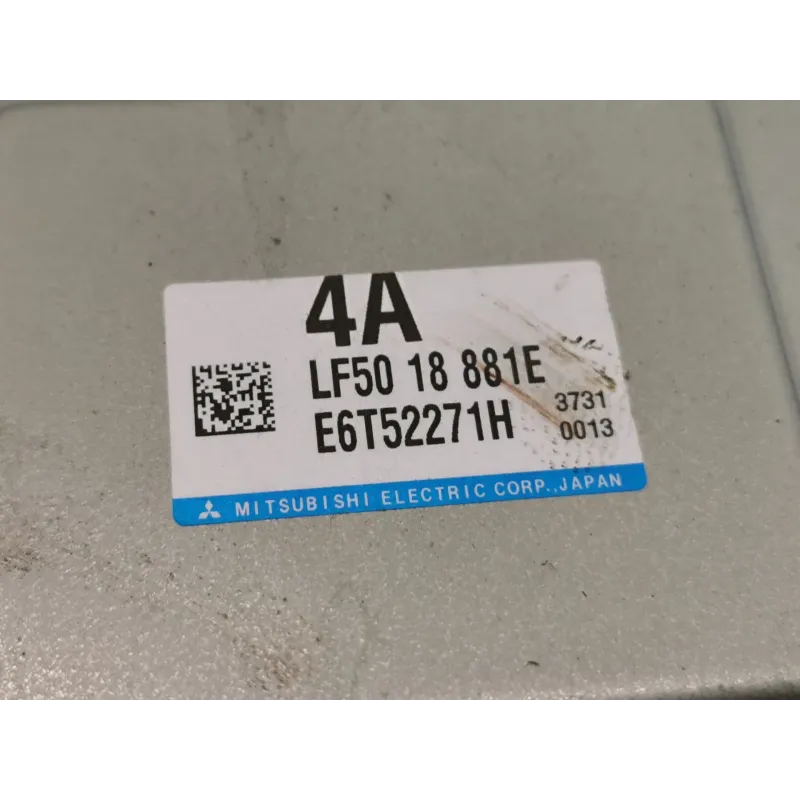 4A
LF50 18 881E
E6T52271H
3731
0013
MITSUBISHI ELECTRIC CORP.,JAPAN